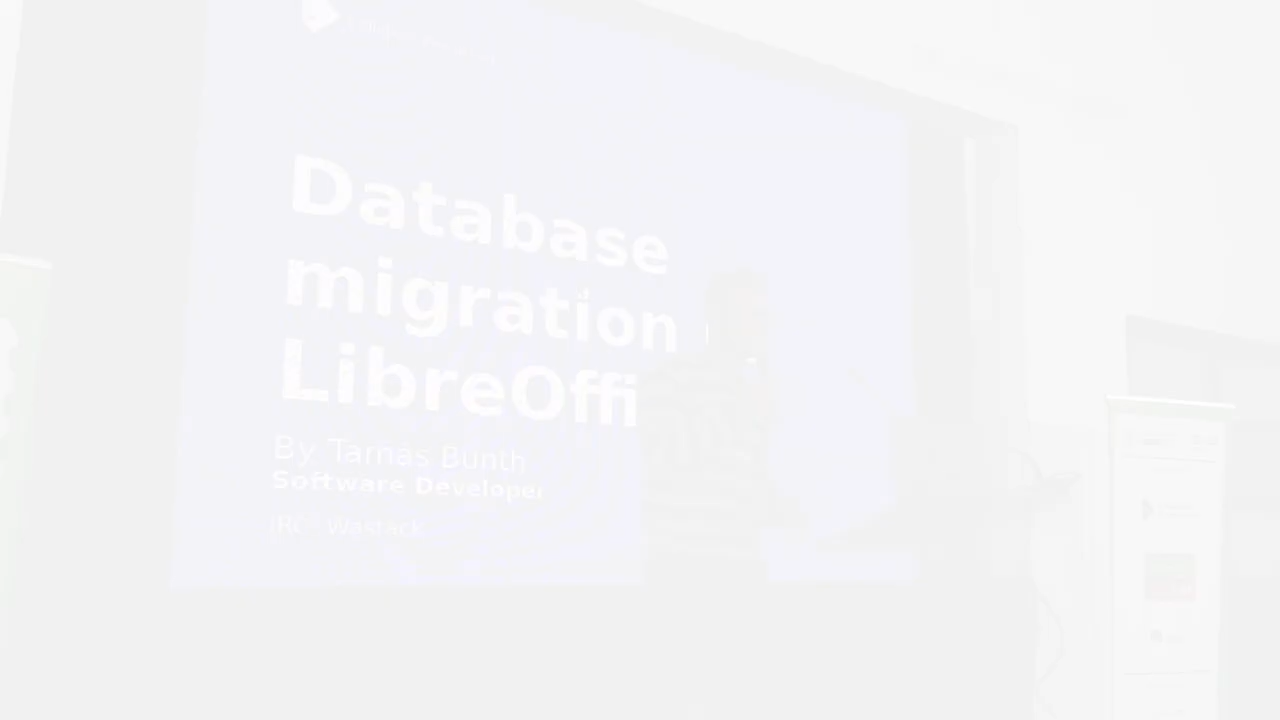 Database
migration
LibreOffi
By Tamás Bunth
Software Developer
IRC: Wastack